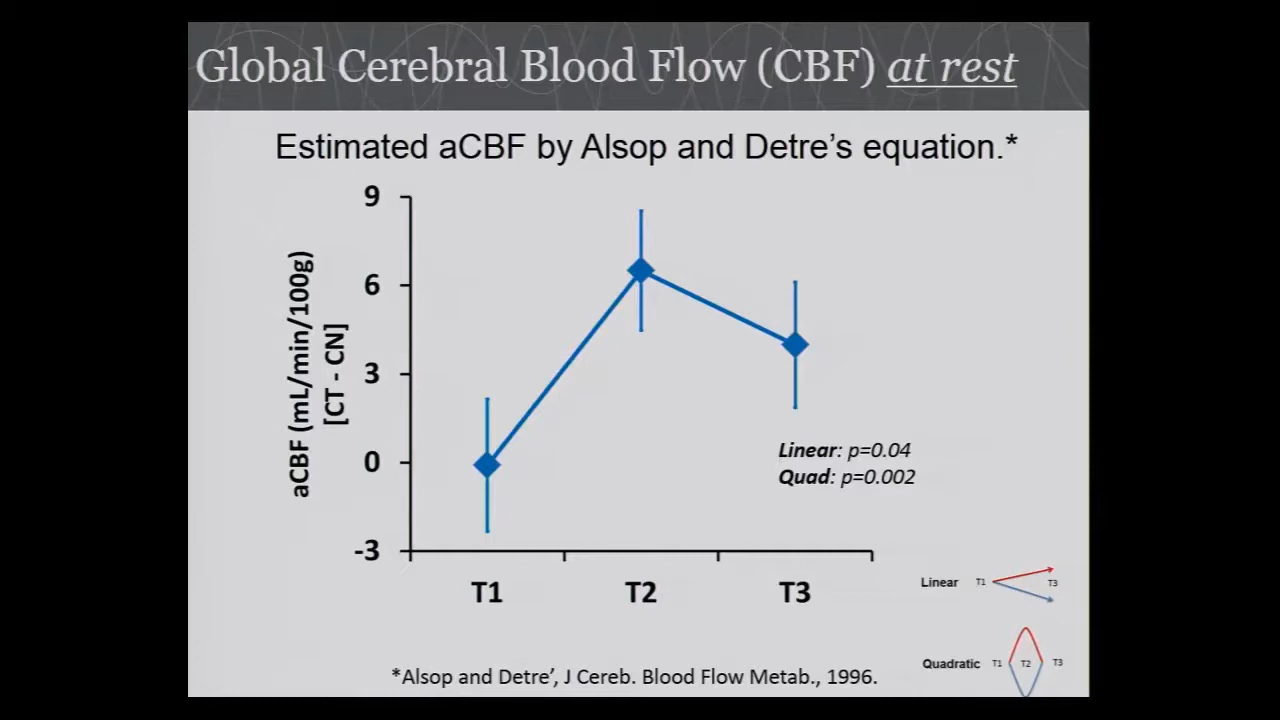 Global Cerebral Blood Flow (CBF) at rest
Estimated aCBF by Alsop and Detre's equation.*
aCBF (mL/min/100g)
[CT - CN]
9
6
3
0
-3
T1
T2
T3
Linear: p=0.04
Quad: p=0.002
Linear T1 T3
Quadratic T1 T2 T3
*Alsop and Detre’, J Cereb. Blood Flow Metab., 1996.